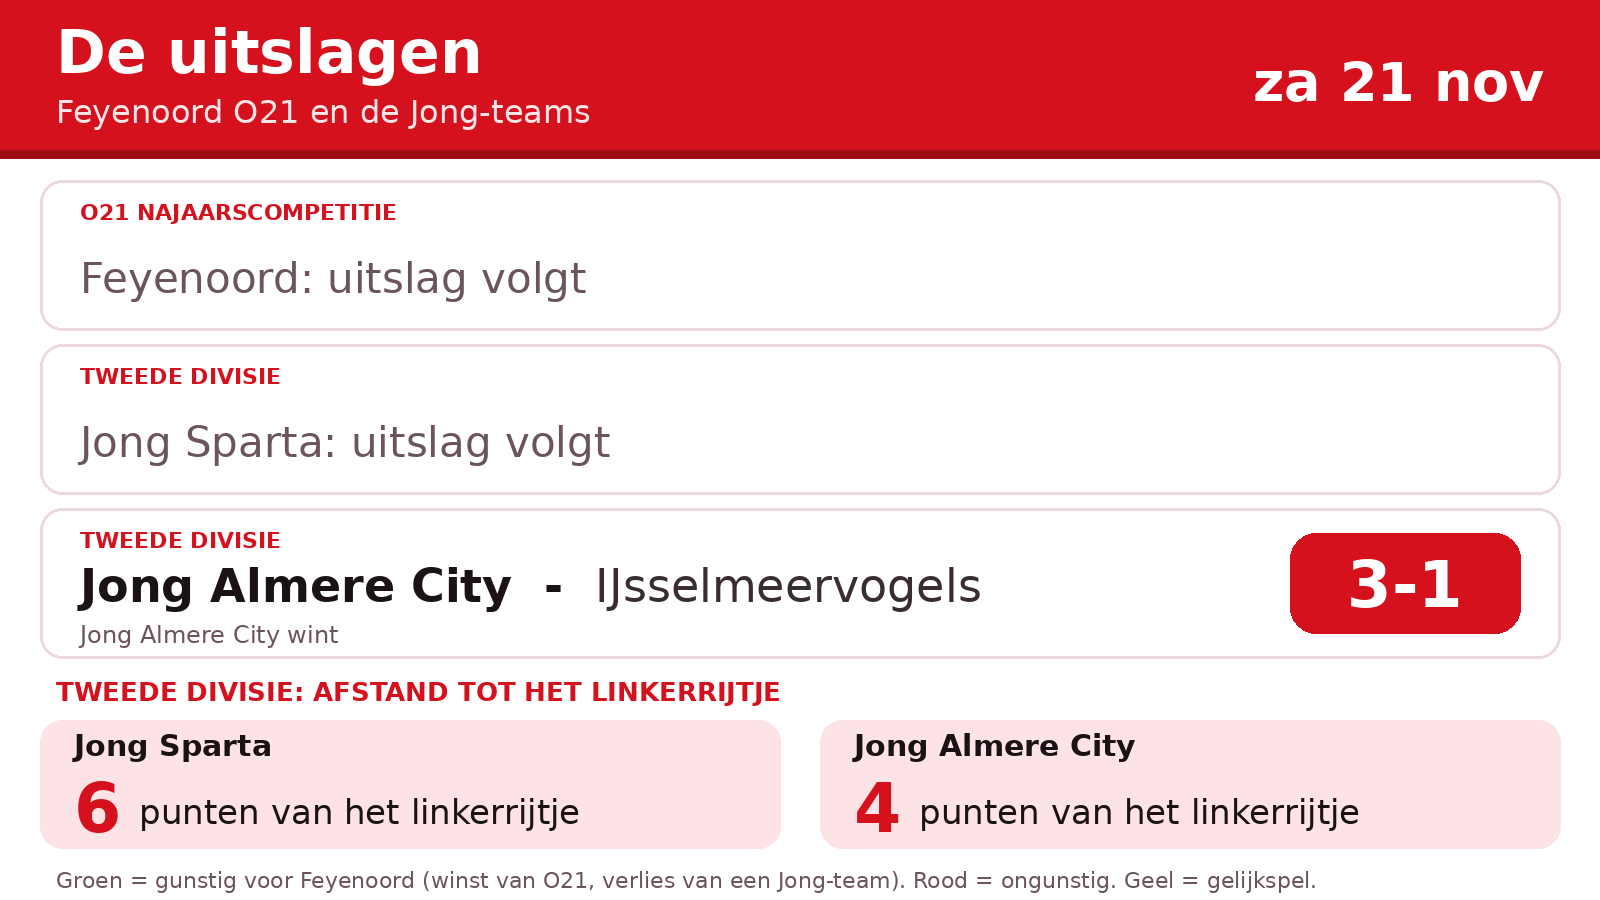 De uitslagen
Feyenoord O21 en de Jong-teams
za 21 nov
O21 NAJAARSCOMPETITIE
Feyenoord: uitslag volgt
TWEEDE DIVISIE
Jong Sparta: uitslag volgt
TWEEDE DIVISIE
Jong Almere City - IJsselmeervogels
3-1
Jong Almere City wint
TWEEDE DIVISIE: AFSTAND TOT HET LINKERRIJTJE
Jong Sparta
6 punten van het linkerrijtje
Jong Almere City
4 punten van het linkerrijtje
Groen = gunstig voor Feyenoord (winst van O21, verlies van een Jong-team). Rood = ongunstig. Geel = gelijkspel.